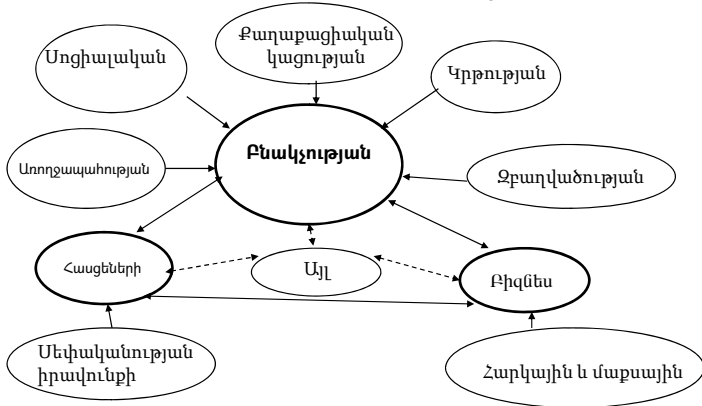 Սոցիալական
Քաղաքացիական
կացության
Կրթության
Բնակչության
Առողջապահության
Զբաղվածության
Հասցեների
Այլ
Բիզնես
Սեփականության
իրավունքի
Հարկային և մաքսային